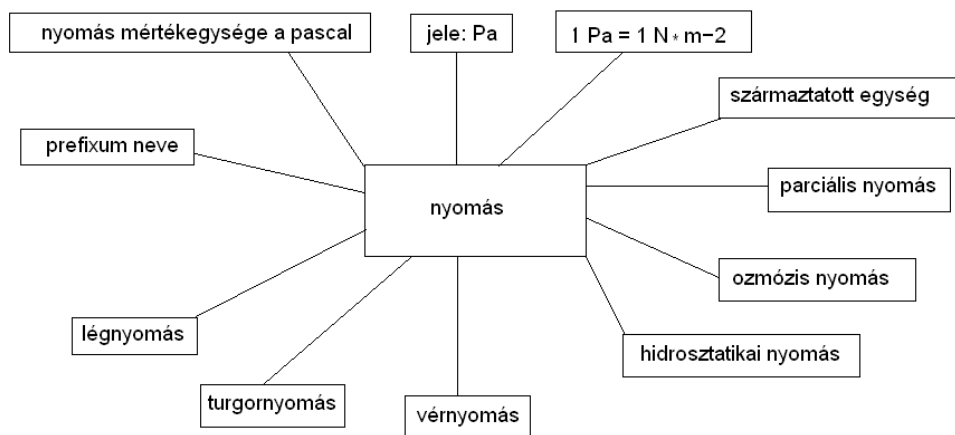 nyomás mértékegysége a pascal
jele: Pa
1 Pa = 1 N * m−2
származtatott egység
prefixum neve
parciális nyomás
nyomás
ozmózis nyomás
légnyomás
hidrosztatikai nyomás
turgornyomás
vérnyomás